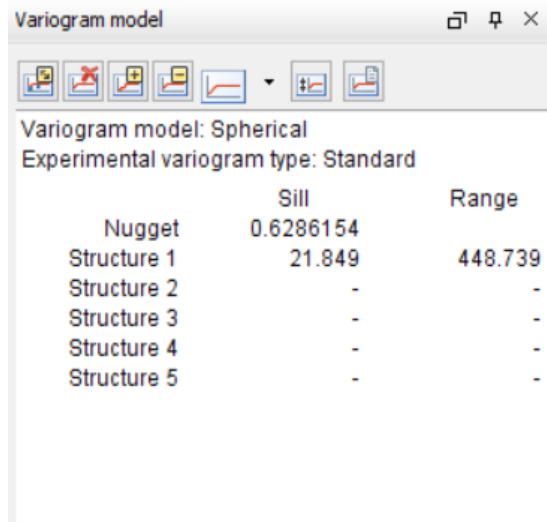 Variogram model
Variogram model: Spherical
Experimental variogram type: Standard
Sill Range
Nugget 0.6286154
Structure 1 21.849 448.739
Structure 2 - -
Structure 3 - -
Structure 4 - -
Structure 5 - -